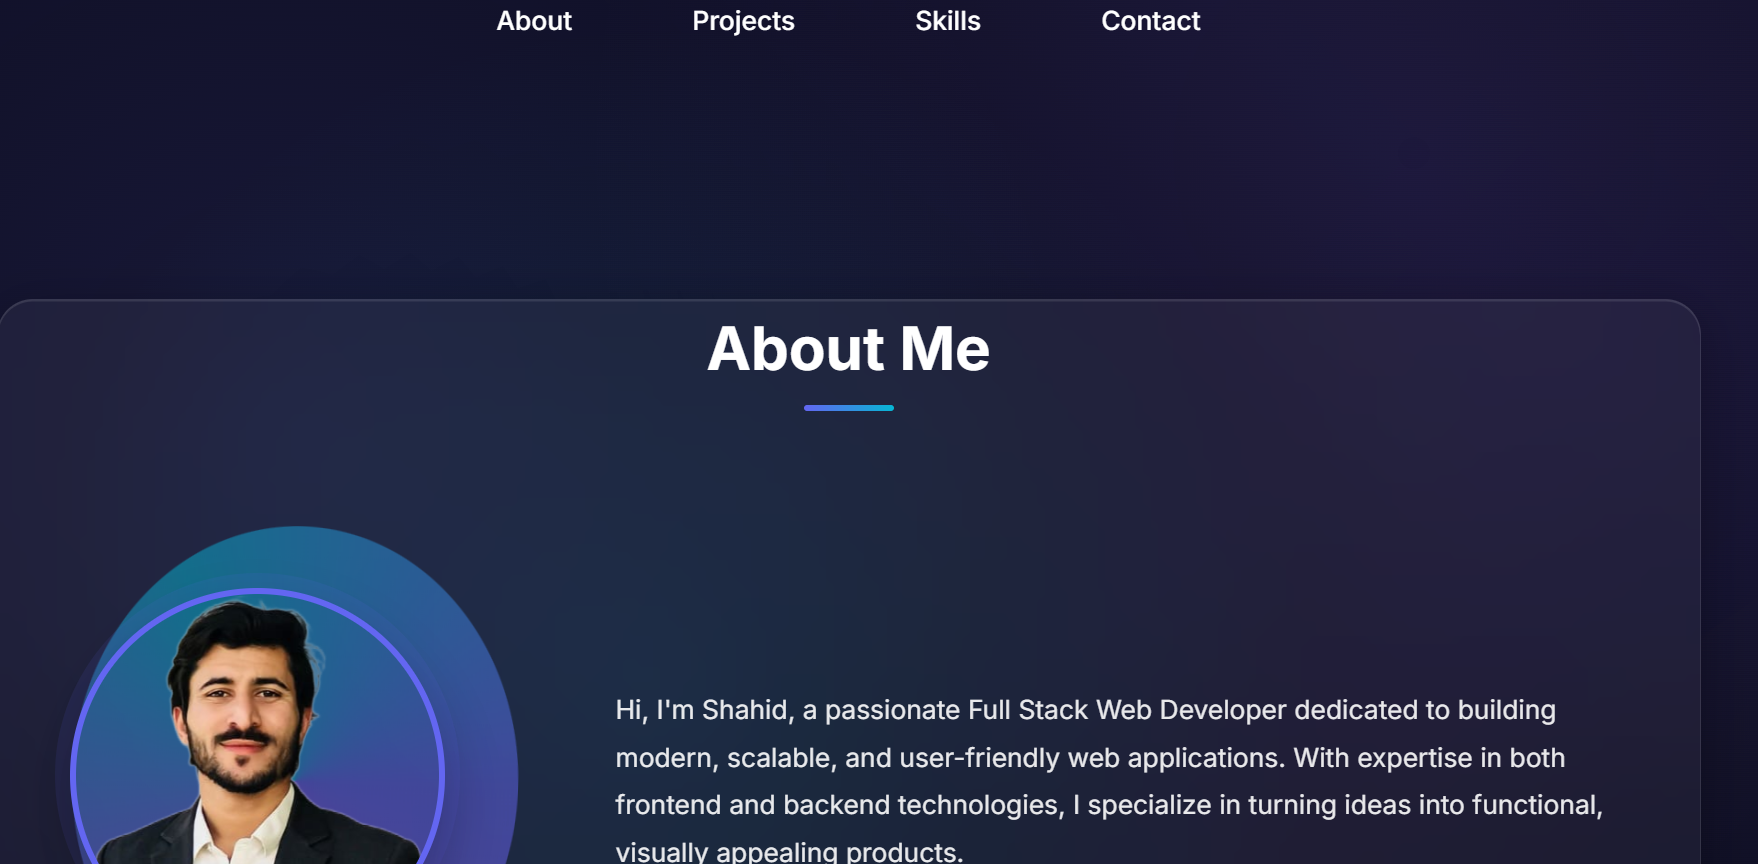 About Projects Skills Contact
About Me
Hi, I'm Shahid, a passionate Full Stack Web Developer dedicated to building
modern, scalable, and user-friendly web applications. With expertise in both
frontend and backend technologies, I specialize in turning ideas into functional,
visually appealing products.